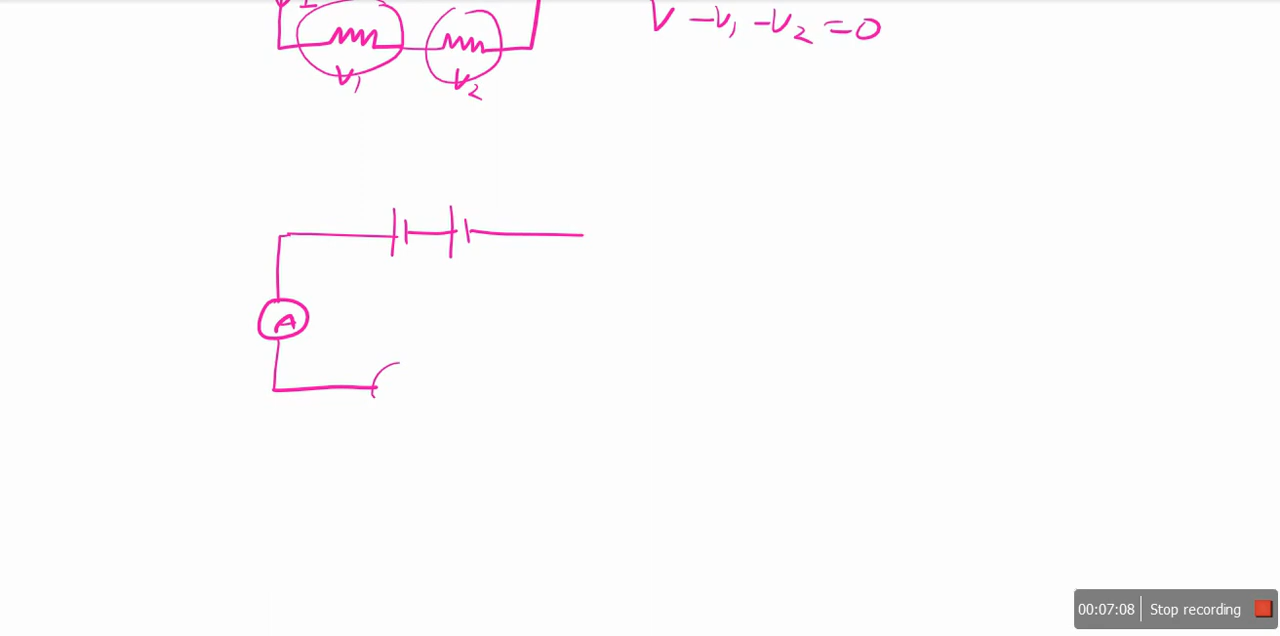 I
V - V₁ - V₂ = 0
V₁
V₂
A
00:07:08 Stop recording